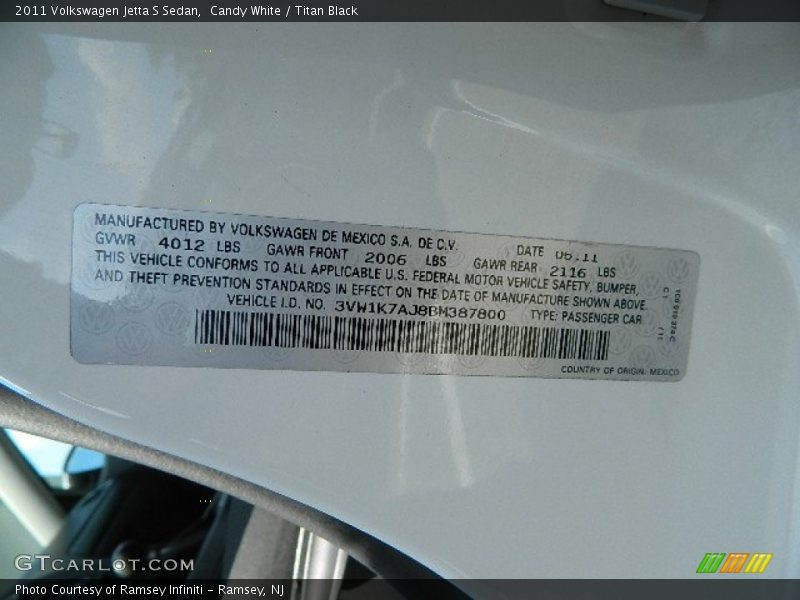 2011 Volkswagen Jetta S Sedan,  Candy White / Titan Black
MANUFACTURED BY VOLKSWAGEN DE MEXICO S.A. DE C.V.
DATE 06.11
GVWR 4012 LBS GAWR FRONT 2006 LBS GAWR REAR 2116 LBS
THIS VEHICLE CONFORMS TO ALL APPLICABLE U.S. FEDERAL MOTOR VEHICLE SAFETY, BUMPER,
AND THEFT PREVENTION STANDARDS IN EFFECT ON THE DATE OF MANUFACTURE SHOWN ABOVE
VEHICLE I.D. NO. 3VW1K7AJ8BM387800 TYPE: PASSENGER CAR
COUNTRY OF ORIGIN: MEXICO
GTCARLOT.COM
Photo Courtesy of Ramsey Infiniti – Ramsey, NJ